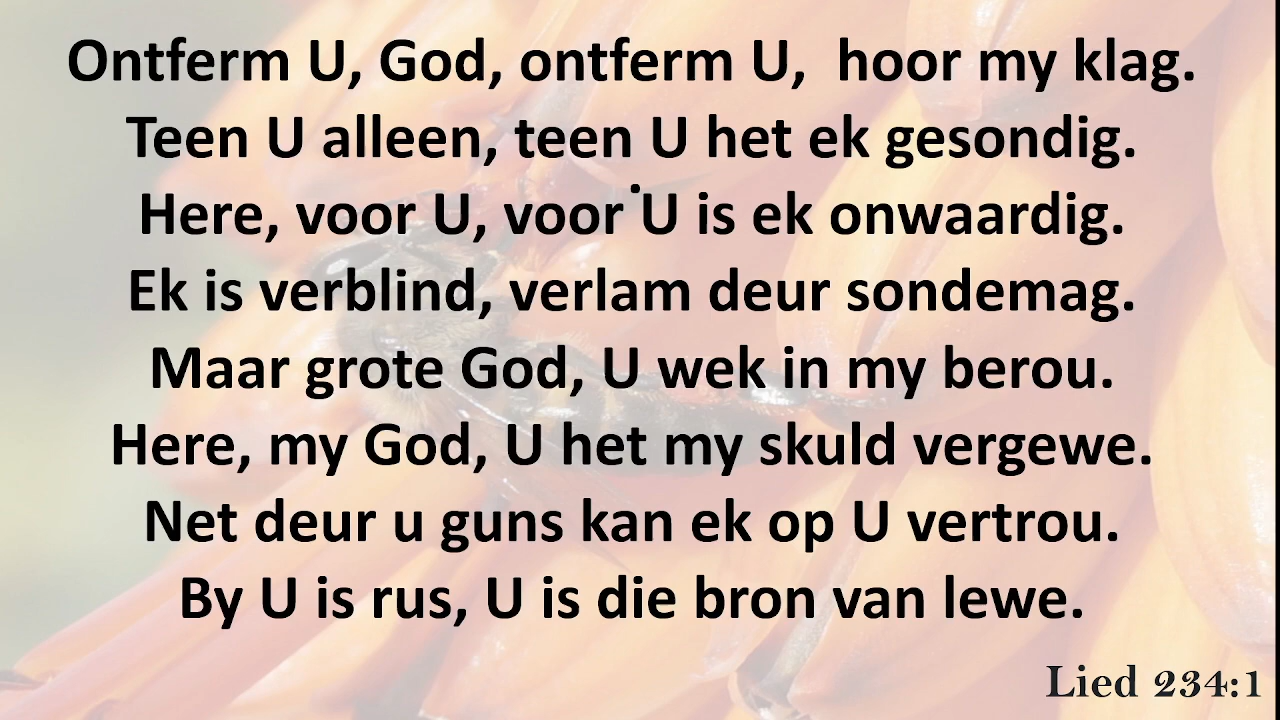 Ontferm U, God, ontferm U,  hoor my klag.
Teen U alleen, teen U het ek gesondig.
Here, voor U, voor U is ek onwaardig.
Ek is verblind, verlam deur sondemag.
Maar grote God, U wek in my berou.
Here, my God, U het my skuld vergewe.
Net deur u guns kan ek op U vertrou.
By U is rus, U is die bron van lewe.
Lied 234:1